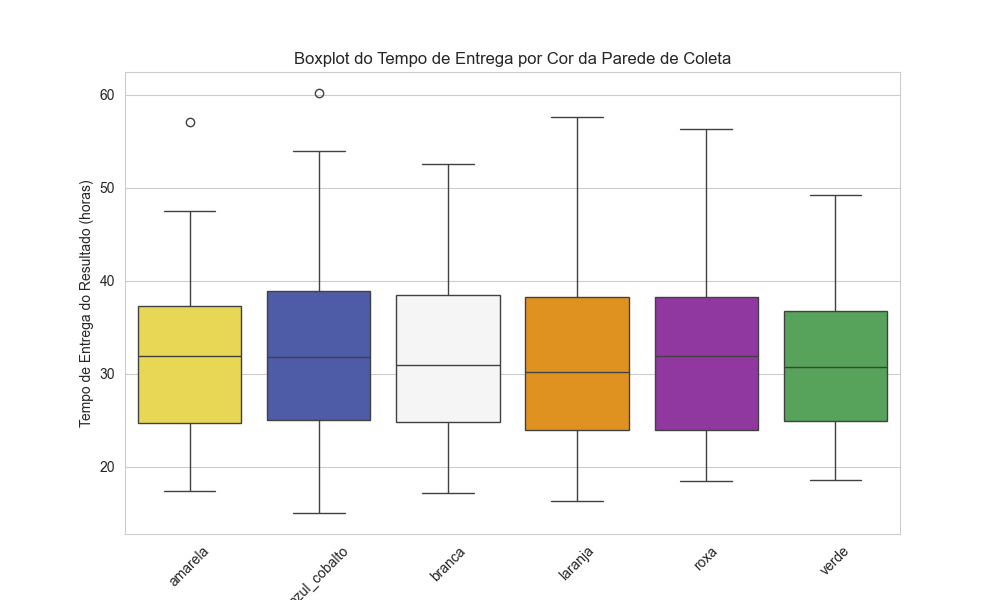 Boxplot do Tempo de Entrega por Cor da Parede de Coleta
Tempo de Entrega do Resultado (horas)
60
50
40
30
20
amarela
azul_cobalto
branca
laranja
roxa
verde